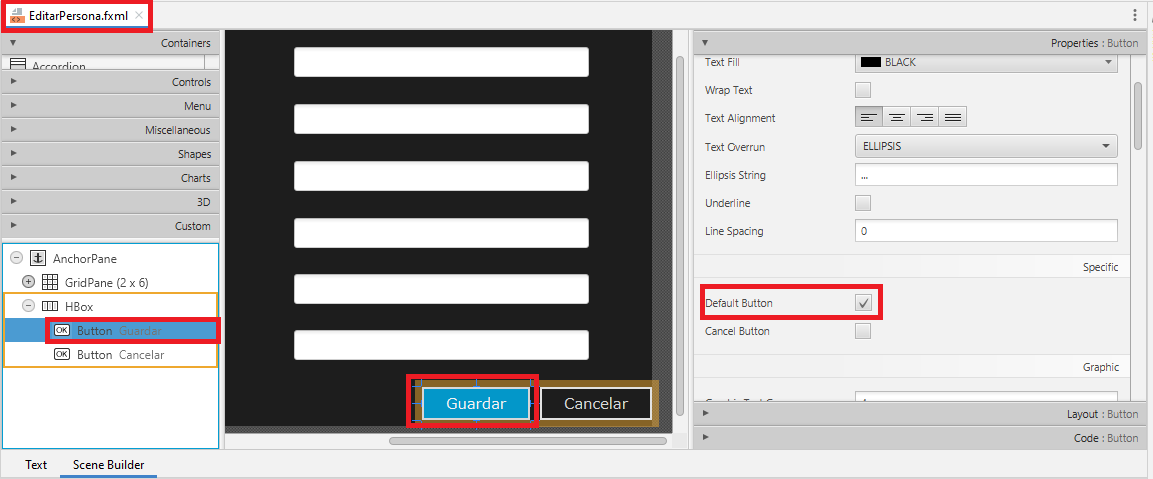 EditarPersona.fxml
Containers
Accordion
Controls
Menu
Miscellaneous
Shapes
Charts
3D
Custom
AnchorPane
GridPane (2 x 6)
HBox
OK Button Guardar
OK Button Cancelar
Guardar
Cancelar
Properties : Button
Text Fill BLACK
Wrap Text
Text Alignment
Text Overrun ELLIPSIS
Ellipsis String ...
Underline
Line Spacing 0
Specific
Default Button
Cancel Button
Graphic
Layout : Button
Code : Button
Text Scene Builder